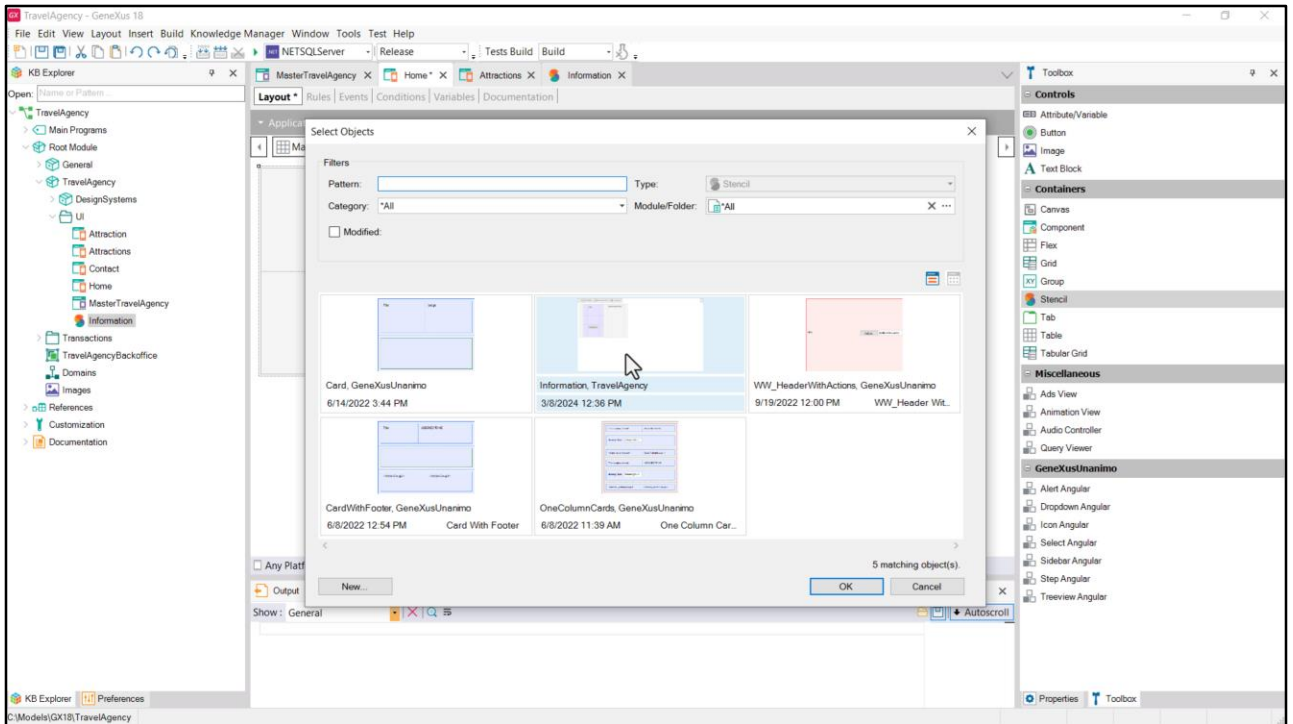 TravelAgency - GeneXus 18
File Edit View Layout Insert Build Knowledge Manager Window Tools Test Help
NETSQLServer Release Tests Build Build
KB Explorer
MasterTravelAgency X Home* X Attractions X Information X
Toolbox
Open: Name or Pattern...
Layout * Rules Events Conditions Variables Documentation
TravelAgency
Main Programs
Root Module
General
TravelAgency
DesignSystems
UI
Attraction
Attractions
Contact
Home
MasterTravelAgency
Information
Transactions
TravelAgencyBackoffice
Domains
Images
References
Customization
Documentation
Applica
Ma
Select Objects
Filters
Pattern: Type: Stencil
Category: *All Module/Folder: *All
Modified:
Card, GeneXusUnanimo
6/14/2022 3:44 PM
Information, TravelAgency
3/8/2024 12:36 PM
WW_HeaderWithActions, GeneXusUnanimo
9/19/2022 12:00 PM WW_Header Wit...
CardWithFooter, GeneXusUnanimo
6/8/2022 12:54 PM Card With Footer
OneColumnCards, GeneXusUnanimo
6/8/2022 11:39 AM One Column Car...
5 matching object(s).
New... OK Cancel
Any Platf
Output
Show: General
Autoscroll
Controls
Attribute/Variable
Button
Image
Text Block
Containers
Canvas
Component
Flex
Grid
Group
Stencil
Tab
Table
Tabular Grid
Miscellaneous
Ads View
Animation View
Audio Controller
Query Viewer
GeneXusUnanimo
Alert Angular
Dropdown Angular
Icon Angular
Select Angular
Sidebar Angular
Step Angular
Treeview Angular
KB Explorer Preferences
Properties Toolbox
C:\Models\GX18\TravelAgency